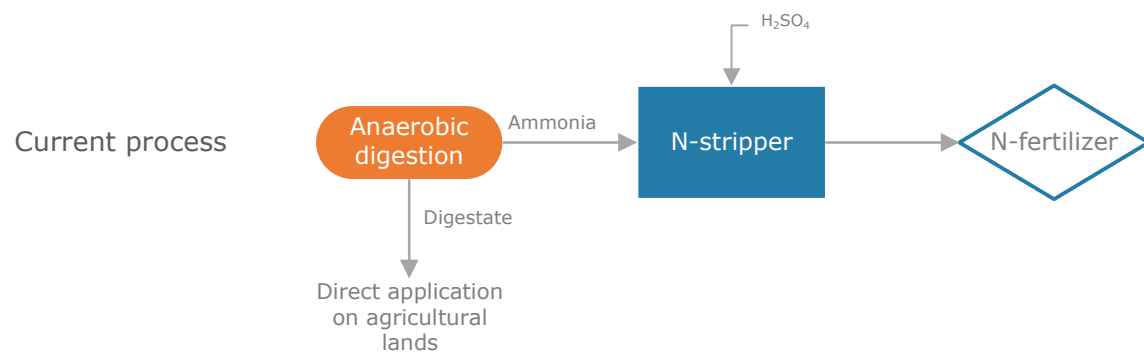 H₂SO₄
Current process
Anaerobic
digestion
Ammonia
N-stripper
N-fertilizer
Digestate
Direct application
on agricultural
lands